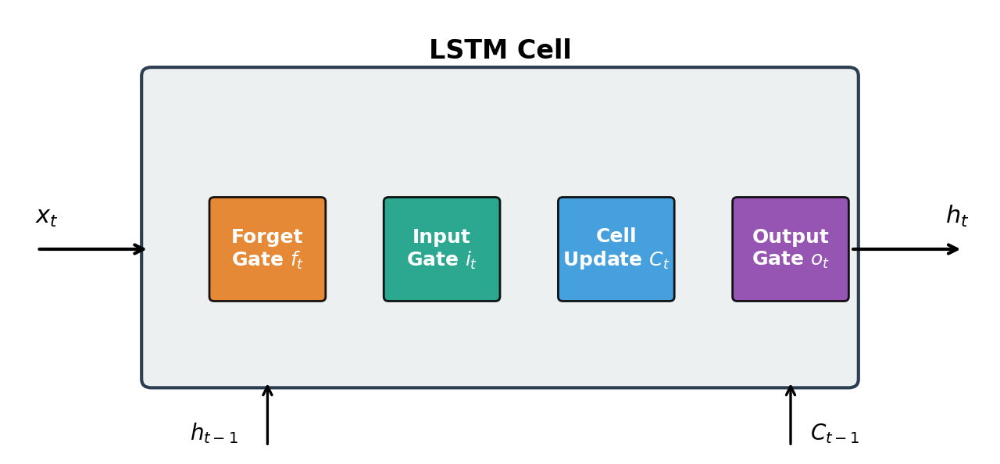 LSTM Cell
x_t
Forget
Gate f_t
Input
Gate i_t
Cell
Update C_t
Output
Gate o_t
h_t
h_{t−1}
C_{t−1}